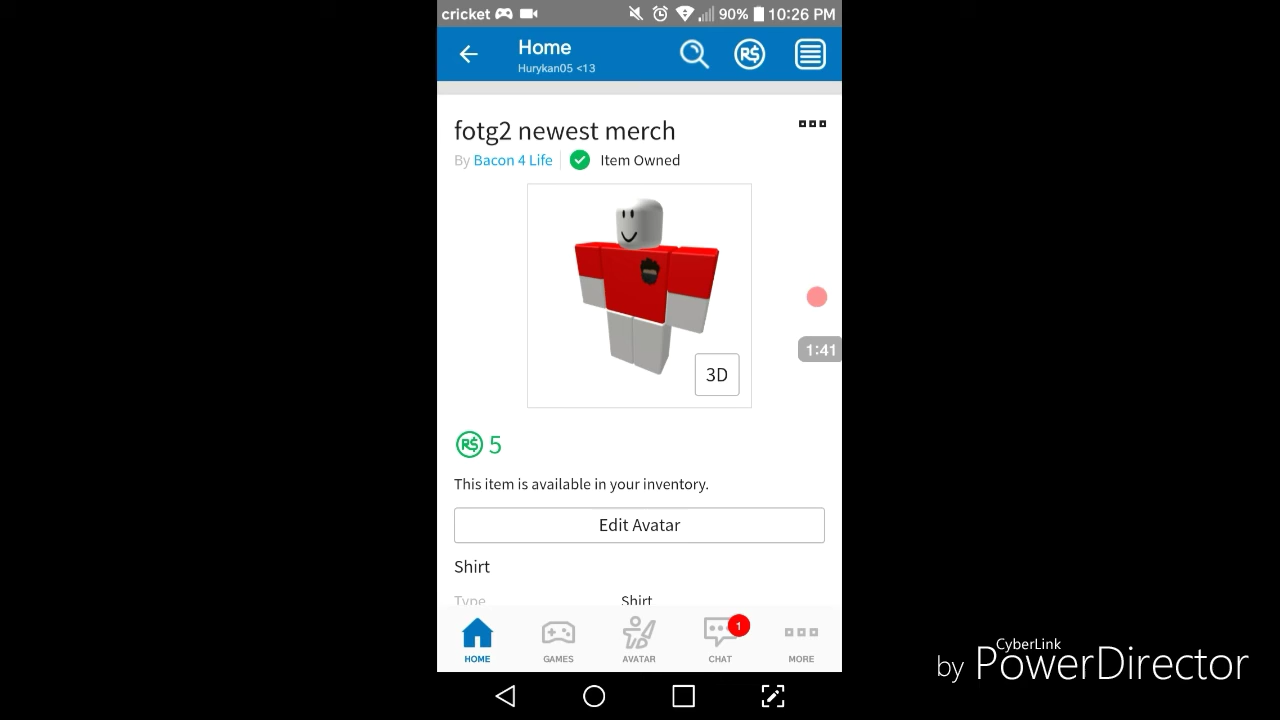 cricket 90% 10:26 PM
Home
Hurykan05 <13
R$
fotg2 newest merch
By Bacon 4 Life Item Owned
3D
1:41
R$ 5
This item is available in your inventory.
Edit Avatar
Shirt
Type Shirt
1
HOME GAMES AVATAR CHAT MORE
by CyberLink PowerDirector